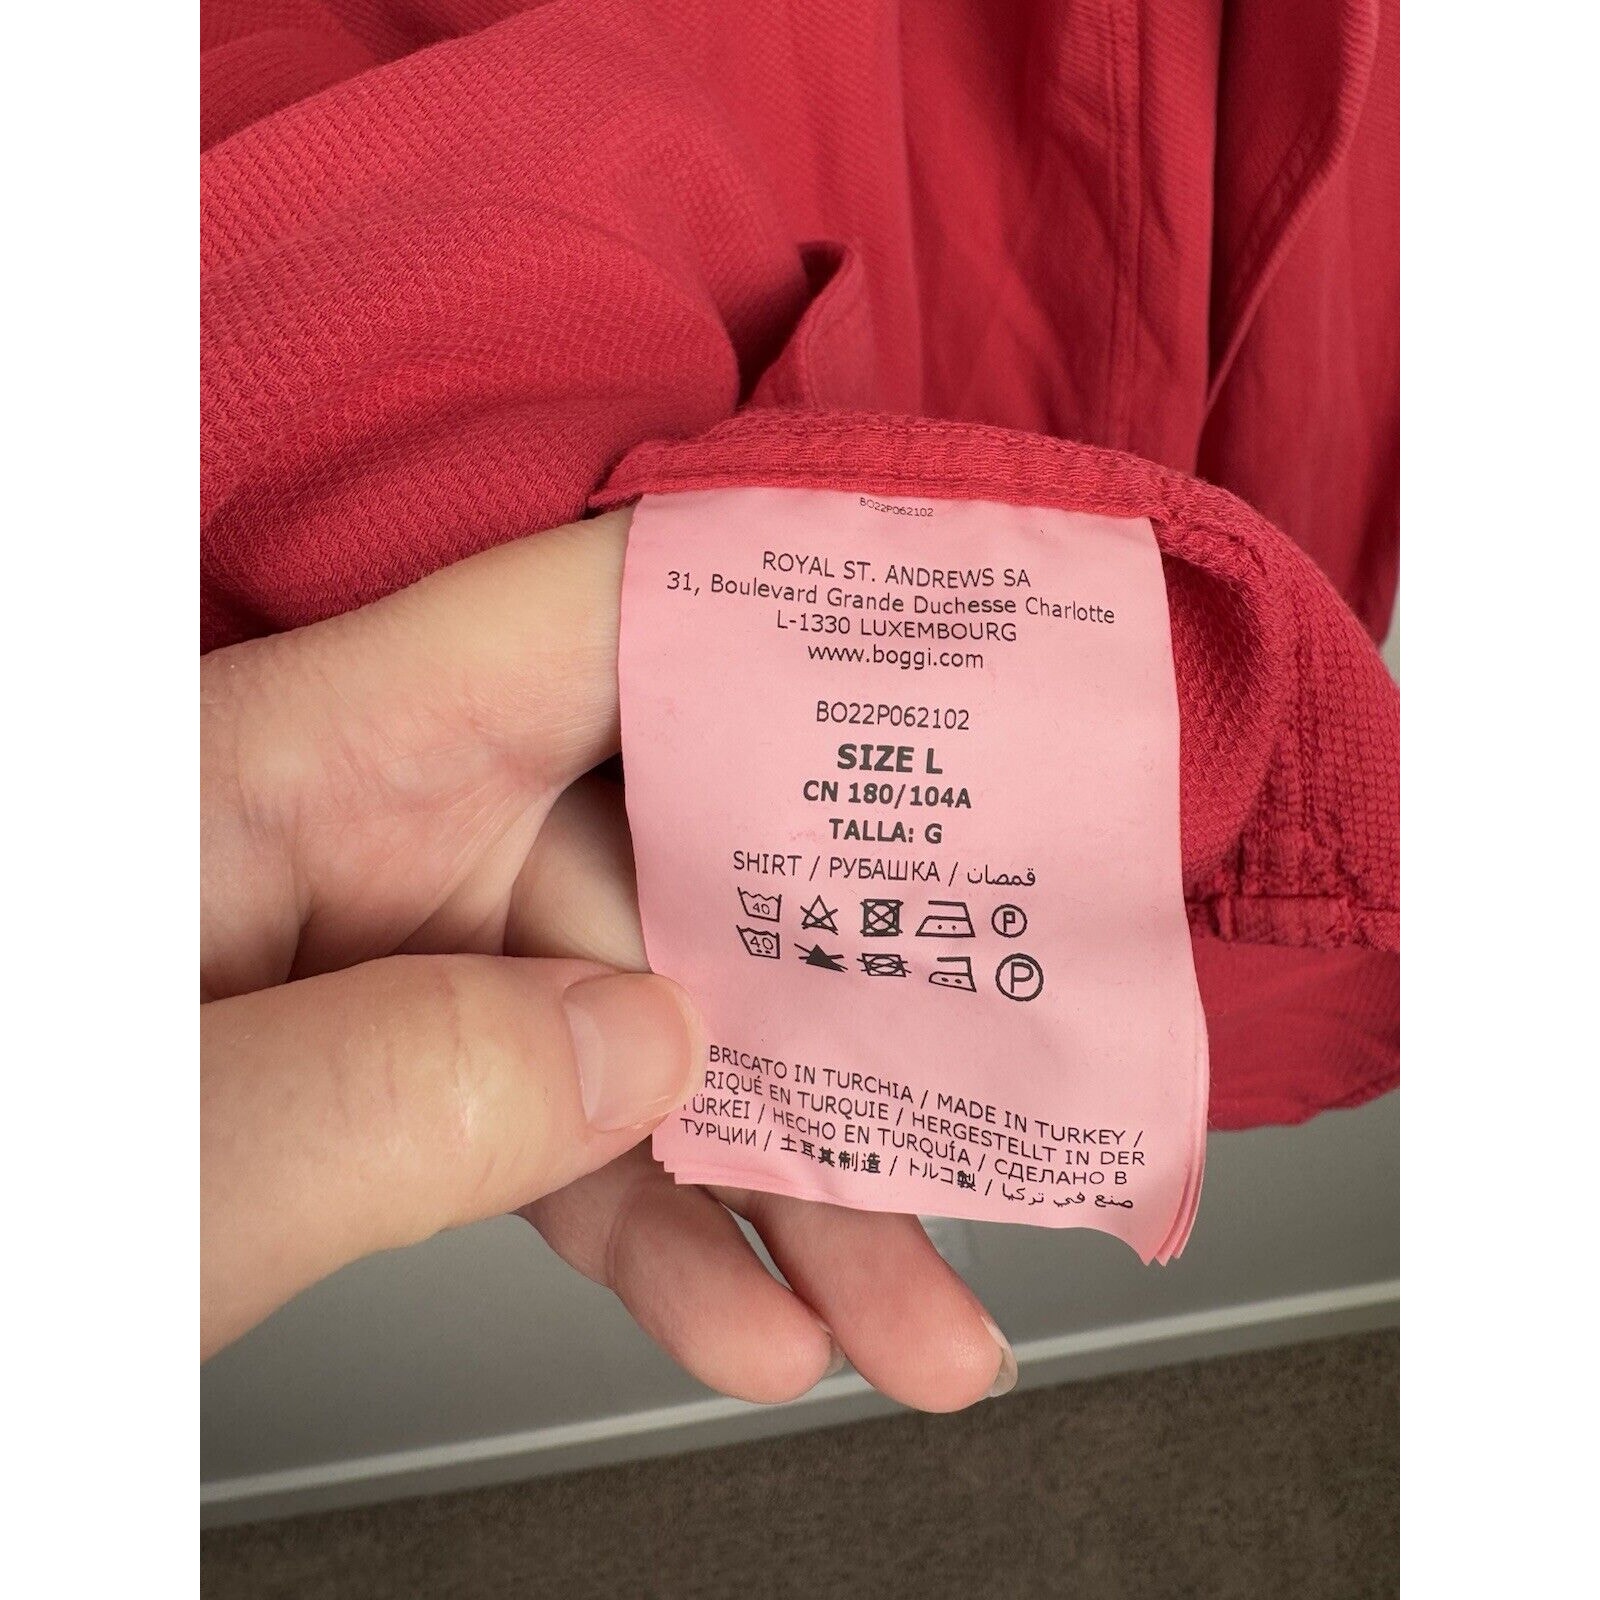 BO22P062102
ROYAL ST. ANDREWS SA
31, Boulevard Grande Duchesse Charlotte
L-1330 LUXEMBOURG
www.boggi.com
BO22P062102
SIZE L
CN 180/104A
TALLA: G
SHIRT / РУБАШКА / قمصان
40 P
40 P
BRICATO IN TURCHIA / MADE IN TURKEY /
RIQUÉ EN TURQUIE / HERGESTELLT IN DER
TÜRKEI / HECHO EN TURQUÍA / СДЕЛАНО В
ТУРЦИИ / 土耳其制造 / トルコ製 / صنع في تركيا